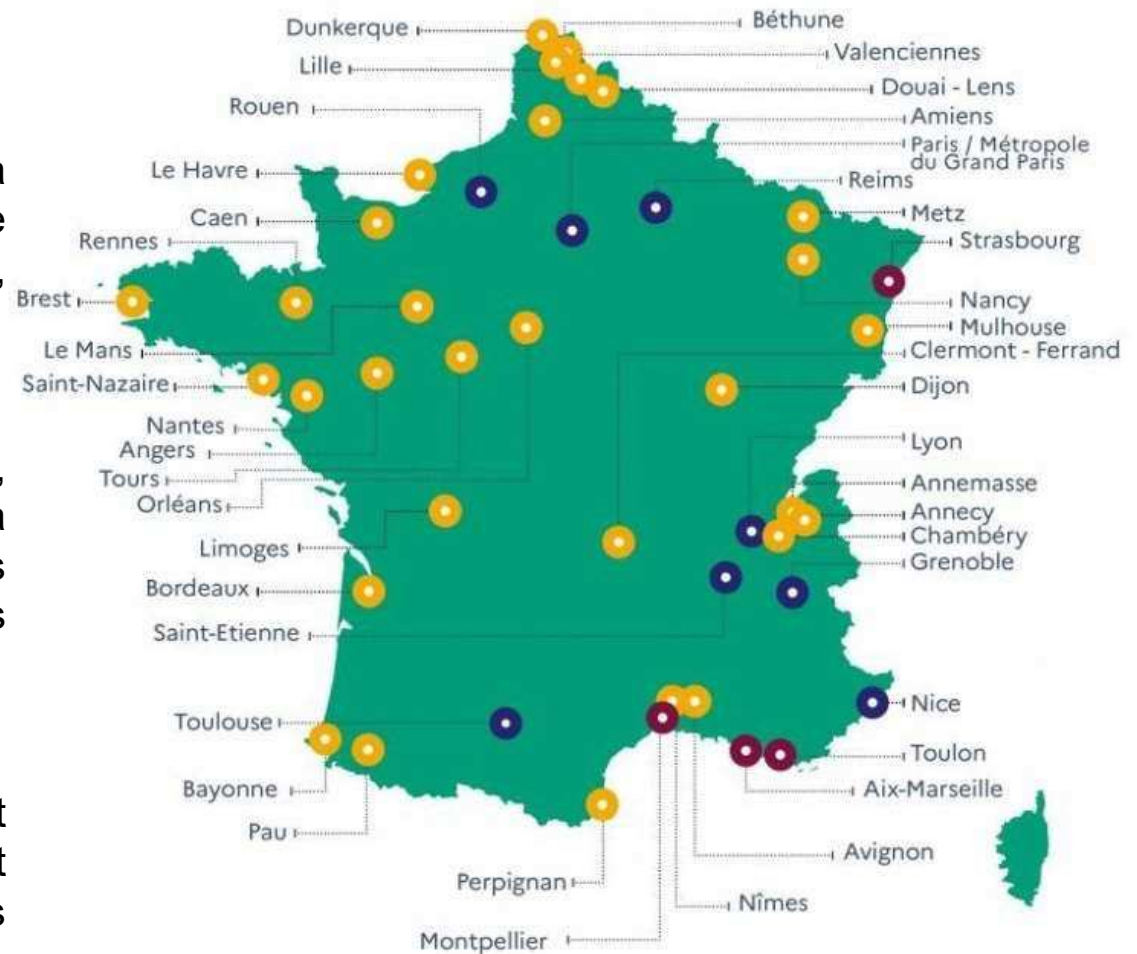 Dunkerque
Béthune
Valenciennes
Lille
Douai - Lens
Rouen
Amiens
Paris / Métropole
du Grand Paris
Le Havre
Reims
Caen
Metz
Rennes
Strasbourg
Brest
Nancy
Mulhouse
Le Mans
Clermont - Ferrand
Saint-Nazaire
Dijon
Nantes
Lyon
Angers
Tours
Annemasse
Orléans
Annecy
Chambéry
Limoges
Grenoble
Bordeaux
Saint-Etienne
Nice
Toulouse
Toulon
Bayonne
Aix-Marseille
Pau
Avignon
Perpignan
Nîmes
Montpellier